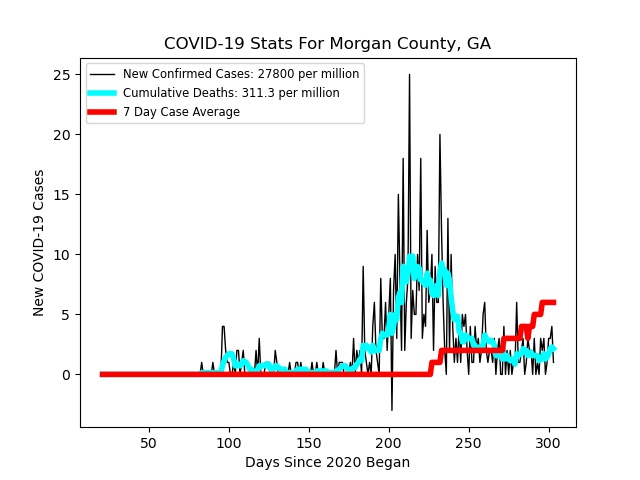 COVID-19 Stats For Morgan County, GA
New Confirmed Cases: 27800 per million
Cumulative Deaths: 311.3 per million
7 Day Case Average
25
20
15
10
5
0
New COVID-19 Cases
50 100 150 200 250 300
Days Since 2020 Began